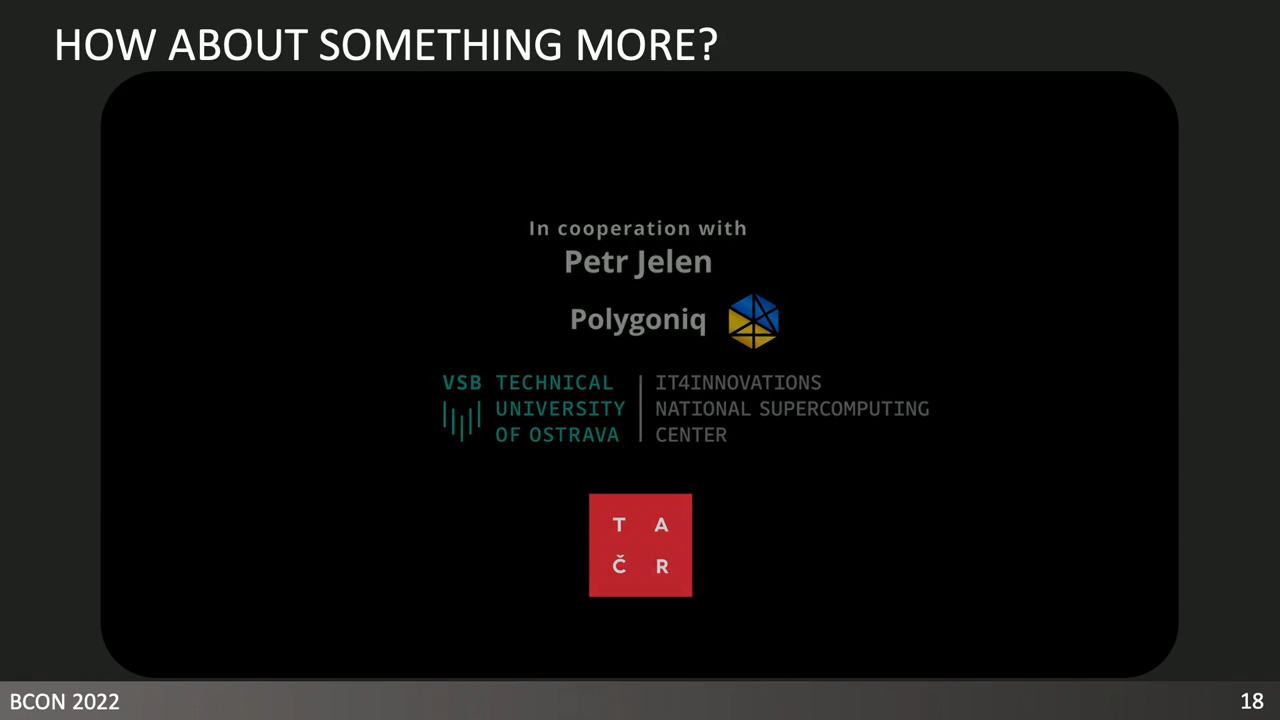 HOW ABOUT SOMETHING MORE?
In cooperation with
Petr Jelen
Polygoniq
VSB TECHNICAL
UNIVERSITY
OF OSTRAVA
IT4INNOVATIONS
NATIONAL SUPERCOMPUTING
CENTER
T A
Č R
BCON 2022
18